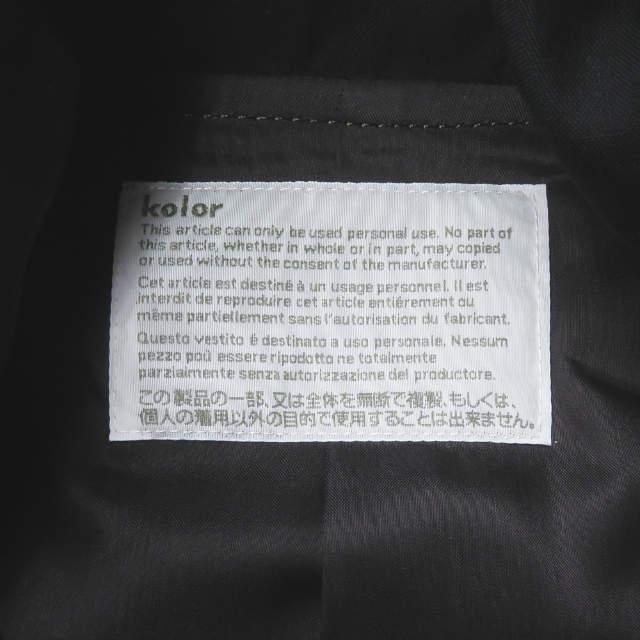 kolor
This article can only be used personal use. No part of
this article, whether in whole or in part, may copied
or used without the consent of the manufacturer.
Cet article est destiné à un usage personnel. Il est
interdit de reproduire cet article entiérement ou
même partiellement sans l'autorisation du fabricant.
Questo vestito é destinato a uso personale. Nessum
pezzo poü essere ripodotto ne totalmente
parzialmente senza autorizzazione del productore.
この製品の一部、又は全体を無断で複製、もしくは、
個人の着用以外の目的で使用することは出来ません。